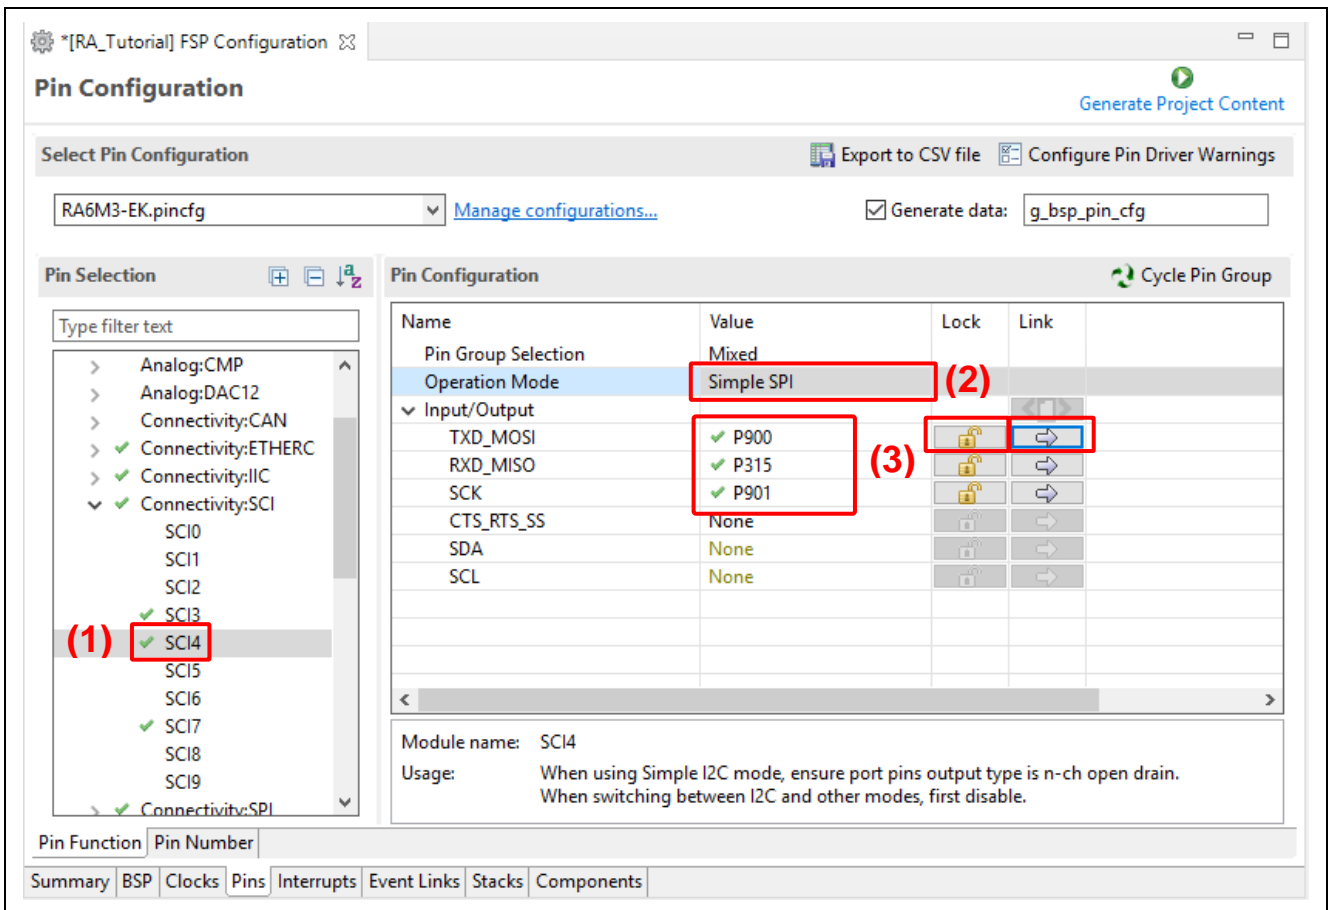 *[RA_Tutorial] FSP Configuration
Pin Configuration
Generate Project Content
Select Pin Configuration
Export to CSV file
Configure Pin Driver Warnings
RA6M3-EK.pincfg
Manage configurations...
Generate data:
g_bsp_pin_cfg
Pin Selection
Type filter text
Analog:CMP
Analog:DAC12
Connectivity:CAN
Connectivity:ETHERC
Connectivity:IIC
Connectivity:SCI
SCI0
SCI1
SCI2
SCI3
(1) SCI4
SCI5
SCI6
SCI7
SCI8
SCI9
Connectivity:SPI
Pin Configuration
Cycle Pin Group
Name Value Lock Link
Pin Group Selection Mixed
Operation Mode Simple SPI (2)
Input/Output
TXD_MOSI P900
RXD_MISO P315 (3)
SCK P901
CTS_RTS_SS None
SDA None
SCL None
Module name: SCI4
Usage: When using Simple I2C mode, ensure port pins output type is n-ch open drain.
When switching between I2C and other modes, first disable.
Pin Function Pin Number
Summary BSP Clocks Pins Interrupts Event Links Stacks Components